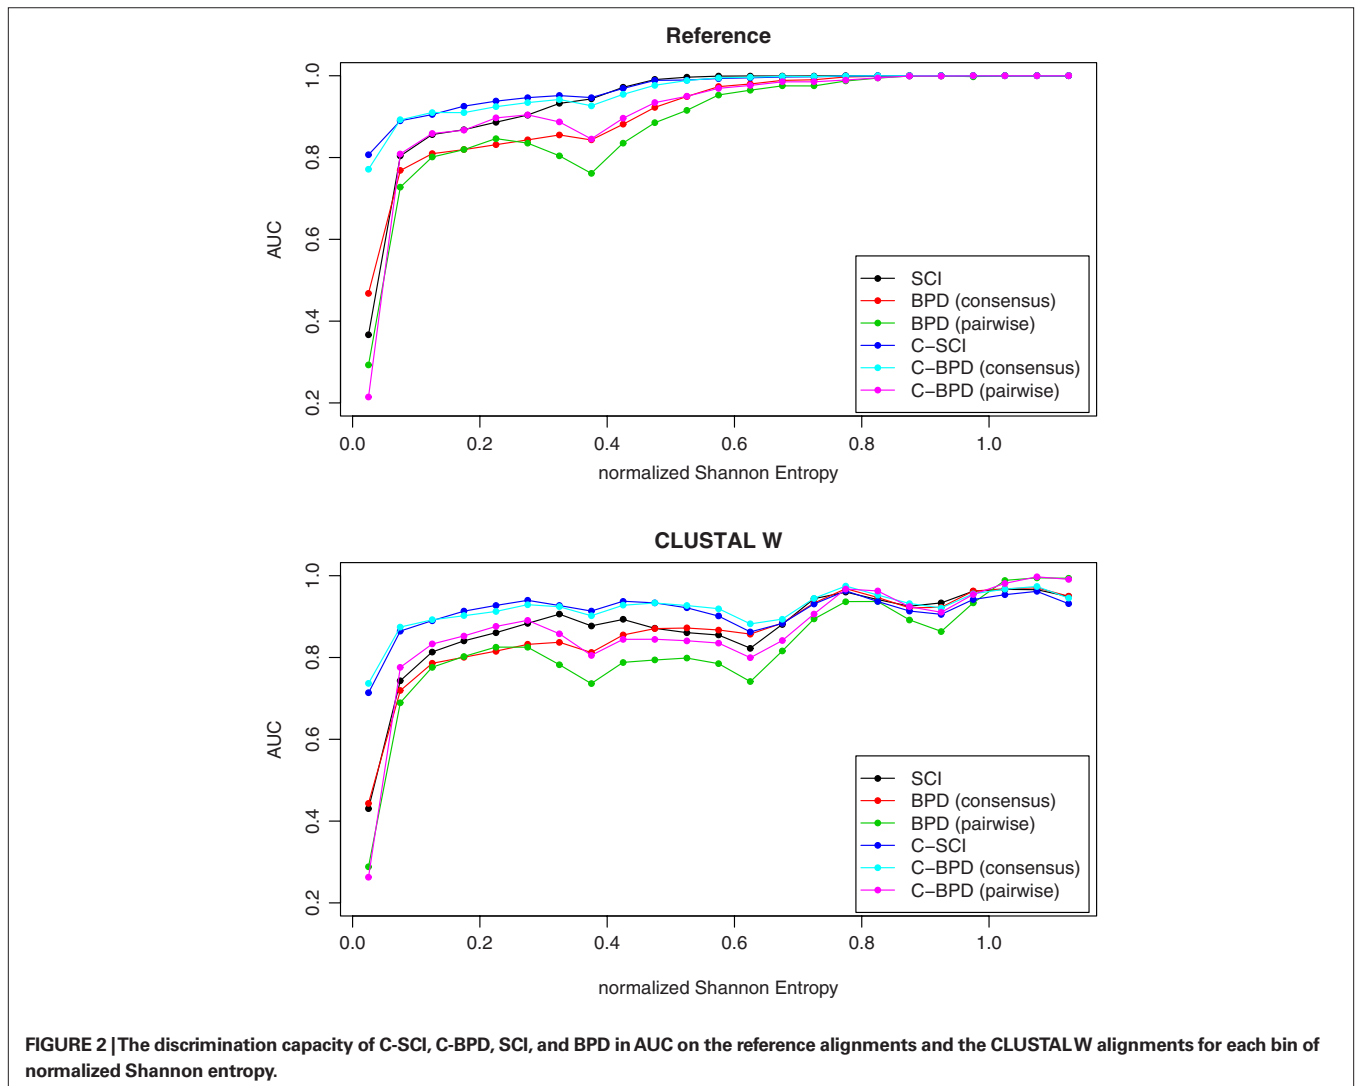 Reference
1.0
0.8
0.6
0.4
0.2
AUC
SCI
BPD (consensus)
BPD (pairwise)
C−SCI
C−BPD (consensus)
C−BPD (pairwise)
0.0 0.2 0.4 0.6 0.8 1.0
normalized Shannon Entropy
CLUSTAL W
1.0
0.8
0.6
0.4
0.2
AUC
SCI
BPD (consensus)
BPD (pairwise)
C−SCI
C−BPD (consensus)
C−BPD (pairwise)
0.0 0.2 0.4 0.6 0.8 1.0
normalized Shannon Entropy
FIGURE 2 | The discrimination capacity of C-SCI, C-BPD, SCI, and BPD in AUC on the reference alignments and the CLUSTAL W alignments for each bin of
normalized Shannon entropy.